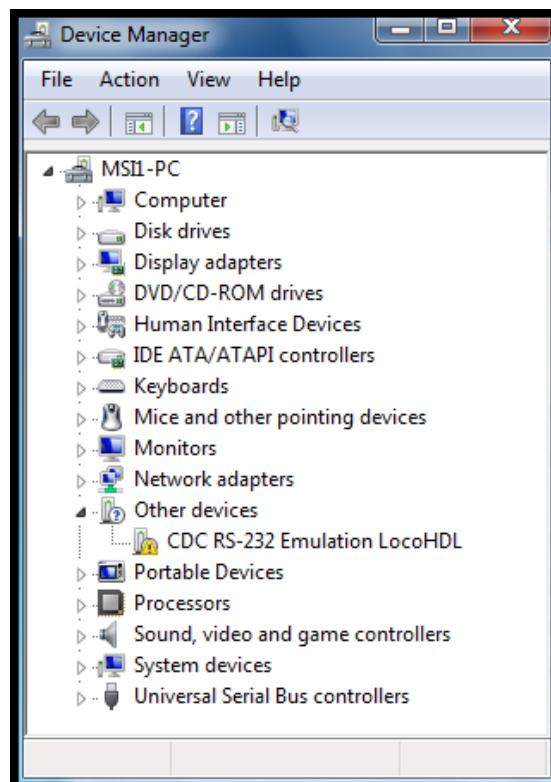 Device Manager
File Action View Help
MSI1-PC
Computer
Disk drives
Display adapters
DVD/CD-ROM drives
Human Interface Devices
IDE ATA/ATAPI controllers
Keyboards
Mice and other pointing devices
Monitors
Network adapters
Other devices
CDC RS-232 Emulation LocoHDL
Portable Devices
Processors
Sound, video and game controllers
System devices
Universal Serial Bus controllers